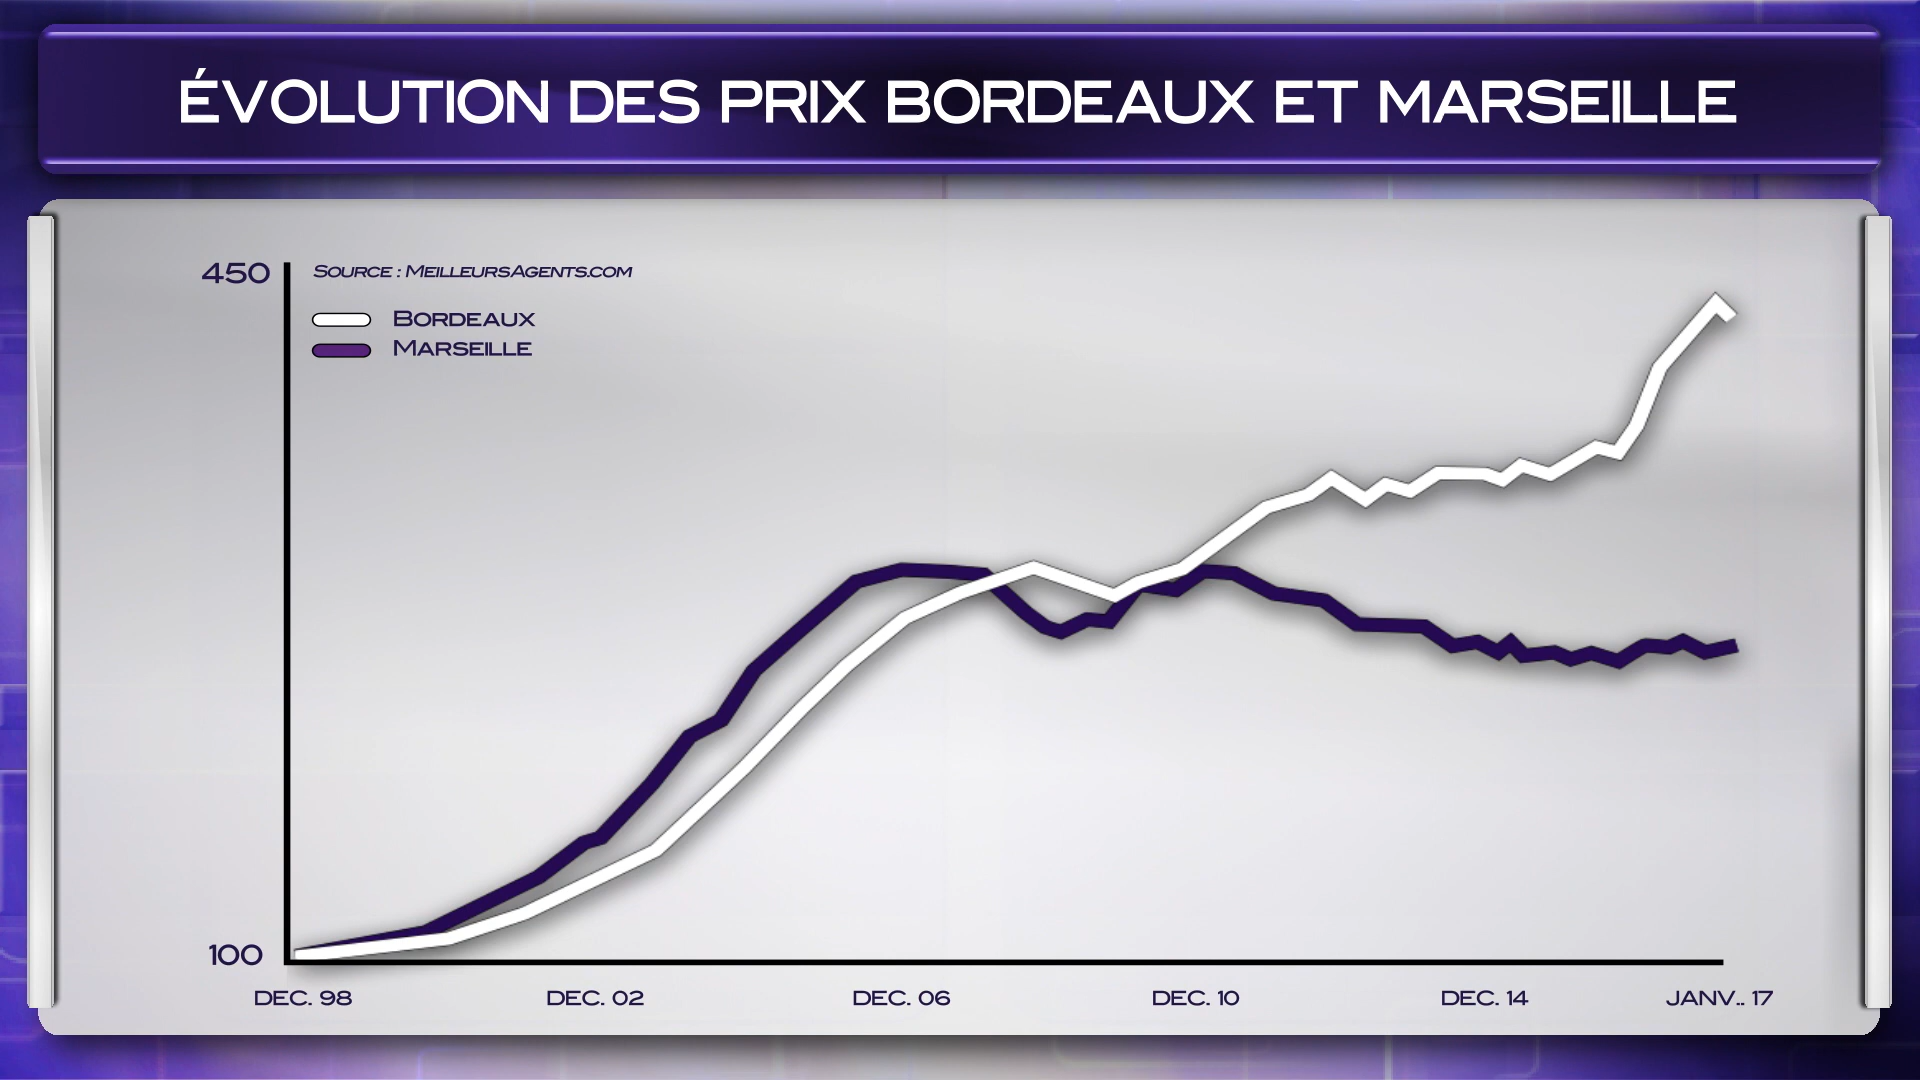 ÉVOLUTION DES PRIX BORDEAUX ET MARSEILLE
450
SOURCE : MEILLEURSAGENTS.COM
BORDEAUX
MARSEILLE
100
DEC. 98
DEC. 02
DEC. 06
DEC. 10
DEC. 14
JANV.. 17